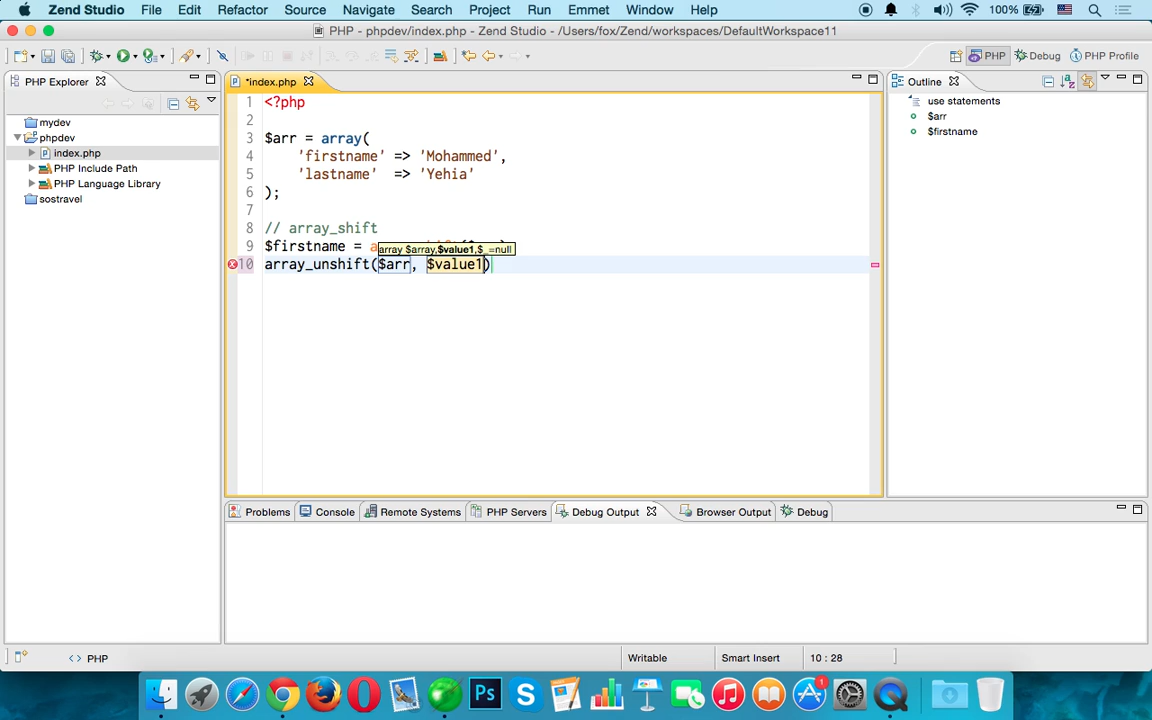 Zend Studio File Edit Refactor Source Navigate Search Project Run Emmet Window Help 100%
PHP - phpdev/index.php - Zend Studio - /Users/fox/Zend/workspaces/DefaultWorkspace11
PHP Debug PHP Profile
PHP Explorer
mydev
phpdev
index.php
PHP Include Path
PHP Language Library
sostravel
*index.php
1 <?php
2
3 $arr = array(
4 'firstname' => 'Mohammed',
5 'lastname' => 'Yehia'
6 );
7
8 // array_shift
9 $firstname = a
array $array,$value1,$_=null
10 array_unshift($arr, $value1)
Outline
use statements
$arr
$firstname
Problems Console Remote Systems PHP Servers Debug Output Browser Output Debug
<> PHP Writable Smart Insert 10 : 28
Ps
1